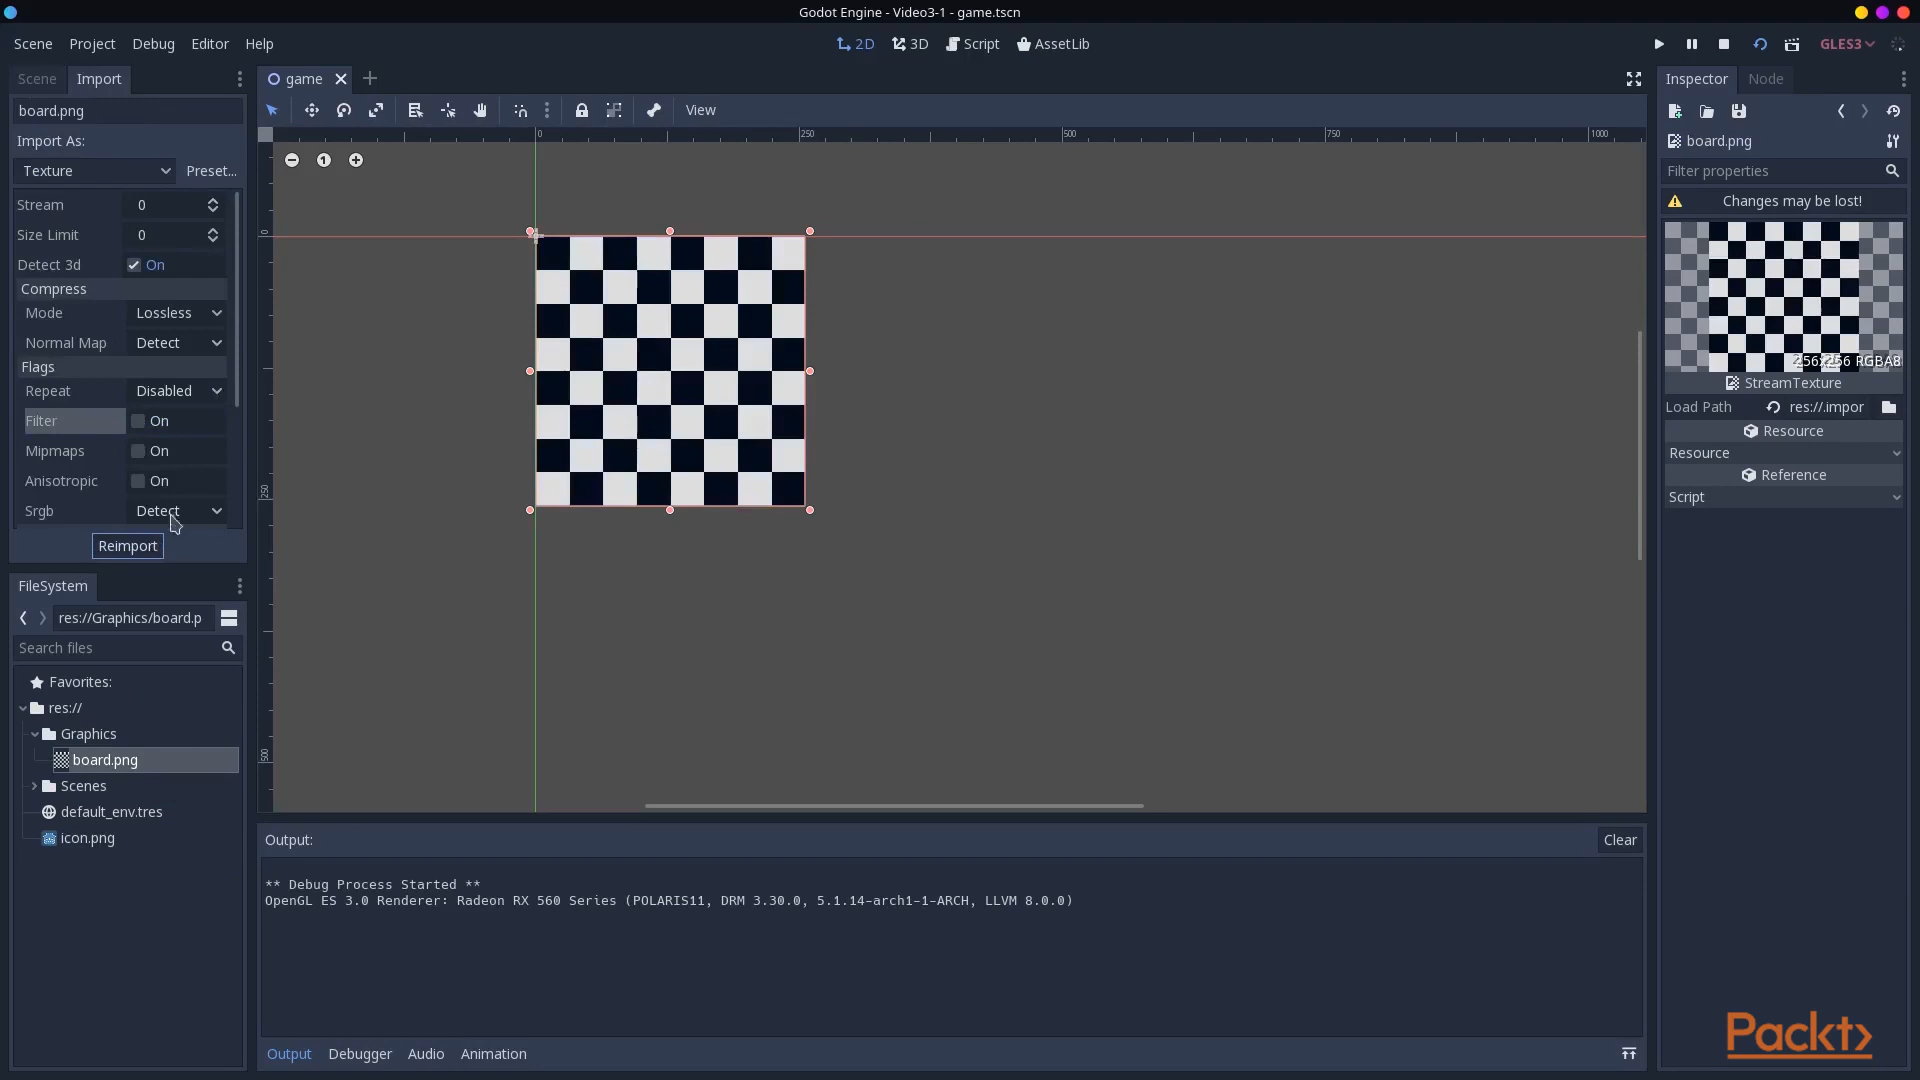 Godot Engine - Video3-1 - game.tscn
Scene Project Debug Editor Help
2D 3D Script AssetLib
GLES3
Scene Import
game
Inspector Node
board.png
View
Import As:
Texture Preset...
Stream 0
Size Limit 0
Detect 3d On
Compress
Mode Lossless
Normal Map Detect
Flags
Repeat Disabled
Filter On
Mipmaps On
Anisotropic On
Srgb Detect
Reimport
FileSystem
res://Graphics/board.p
Search files
Favorites:
res://
Graphics
board.png
Scenes
default_env.tres
icon.png
0 250 500 750 1000
0
250
500
1
Output: Clear
** Debug Process Started **
OpenGL ES 3.0 Renderer: Radeon RX 560 Series (POLARIS11, DRM 3.30.0, 5.1.14-arch1-1-ARCH, LLVM 8.0.0)
Output Debugger Audio Animation
board.png
Filter properties
Changes may be lost!
256x256 RGBA8
StreamTexture
Load Path res://.impor
Resource
Resource
Reference
Script
Packt>